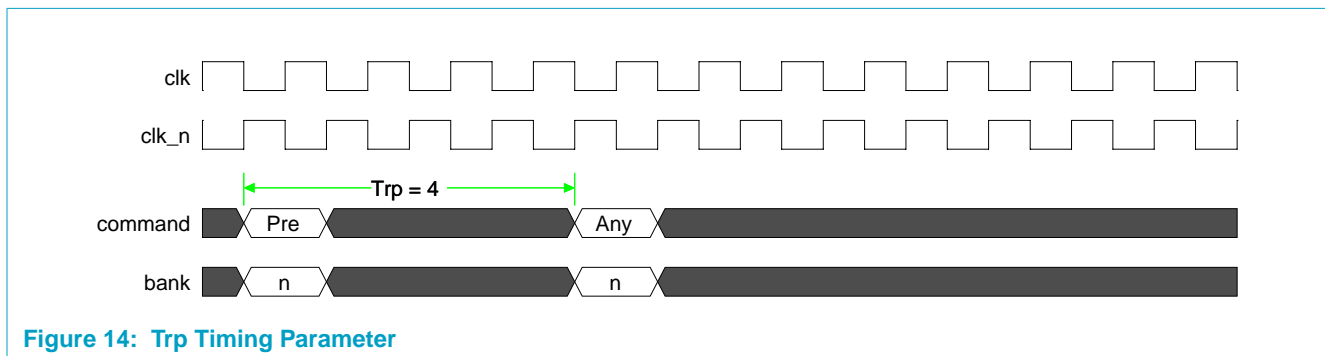 clk
clk_n
Trp = 4
command Pre Any
bank n n
Figure 14: Trp Timing Parameter